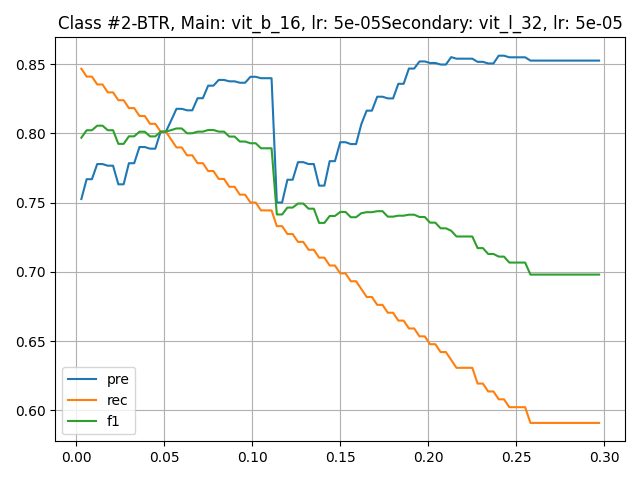 Class #2-BTR, Main: vit_b_16, lr: 5e-05Secondary: vit_l_32, lr: 5e-05
0.85
0.80
0.75
0.70
0.65
0.60
pre
rec
f1
0.00 0.05 0.10 0.15 0.20 0.25 0.30